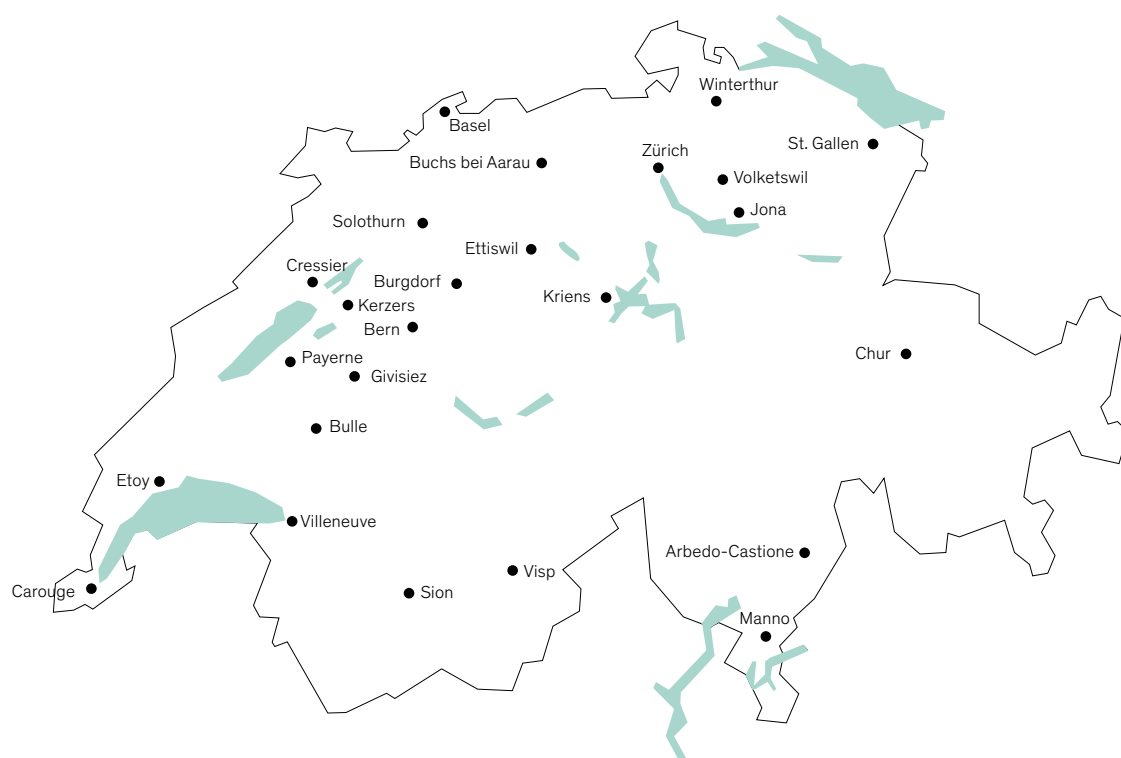 Winterthur
Basel
St. Gallen
Zürich
Buchs bei Aarau
Volketswil
Jona
Solothurn
Ettiswil
Cressier
Burgdorf
Kriens
Kerzers
Bern
Chur
Payerne
Givisiez
Bulle
Etoy
Villeneuve
Arbedo-Castione
Visp
Carouge
Sion
Manno